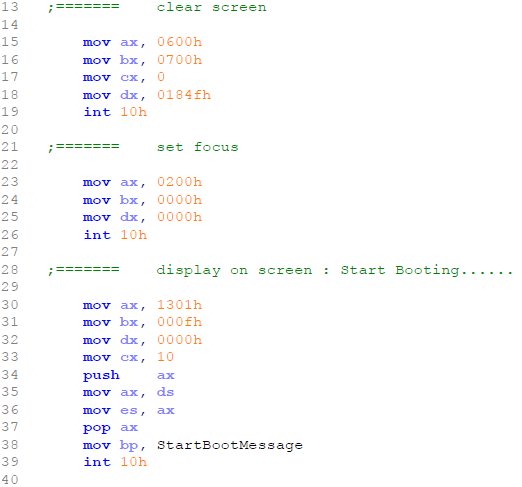 13 ;======= clear screen
14
15 mov ax, 0600h
16 mov bx, 0700h
17 mov cx, 0
18 mov dx, 0184fh
19 int 10h
20
21 ;======= set focus
22
23 mov ax, 0200h
24 mov bx, 0000h
25 mov dx, 0000h
26 int 10h
27
28 ;======= display on screen : Start Booting......
29
30 mov ax, 1301h
31 mov bx, 000fh
32 mov dx, 0000h
33 mov cx, 10
34 push ax
35 mov ax, ds
36 mov es, ax
37 pop ax
38 mov bp, StartBootMessage
39 int 10h
40